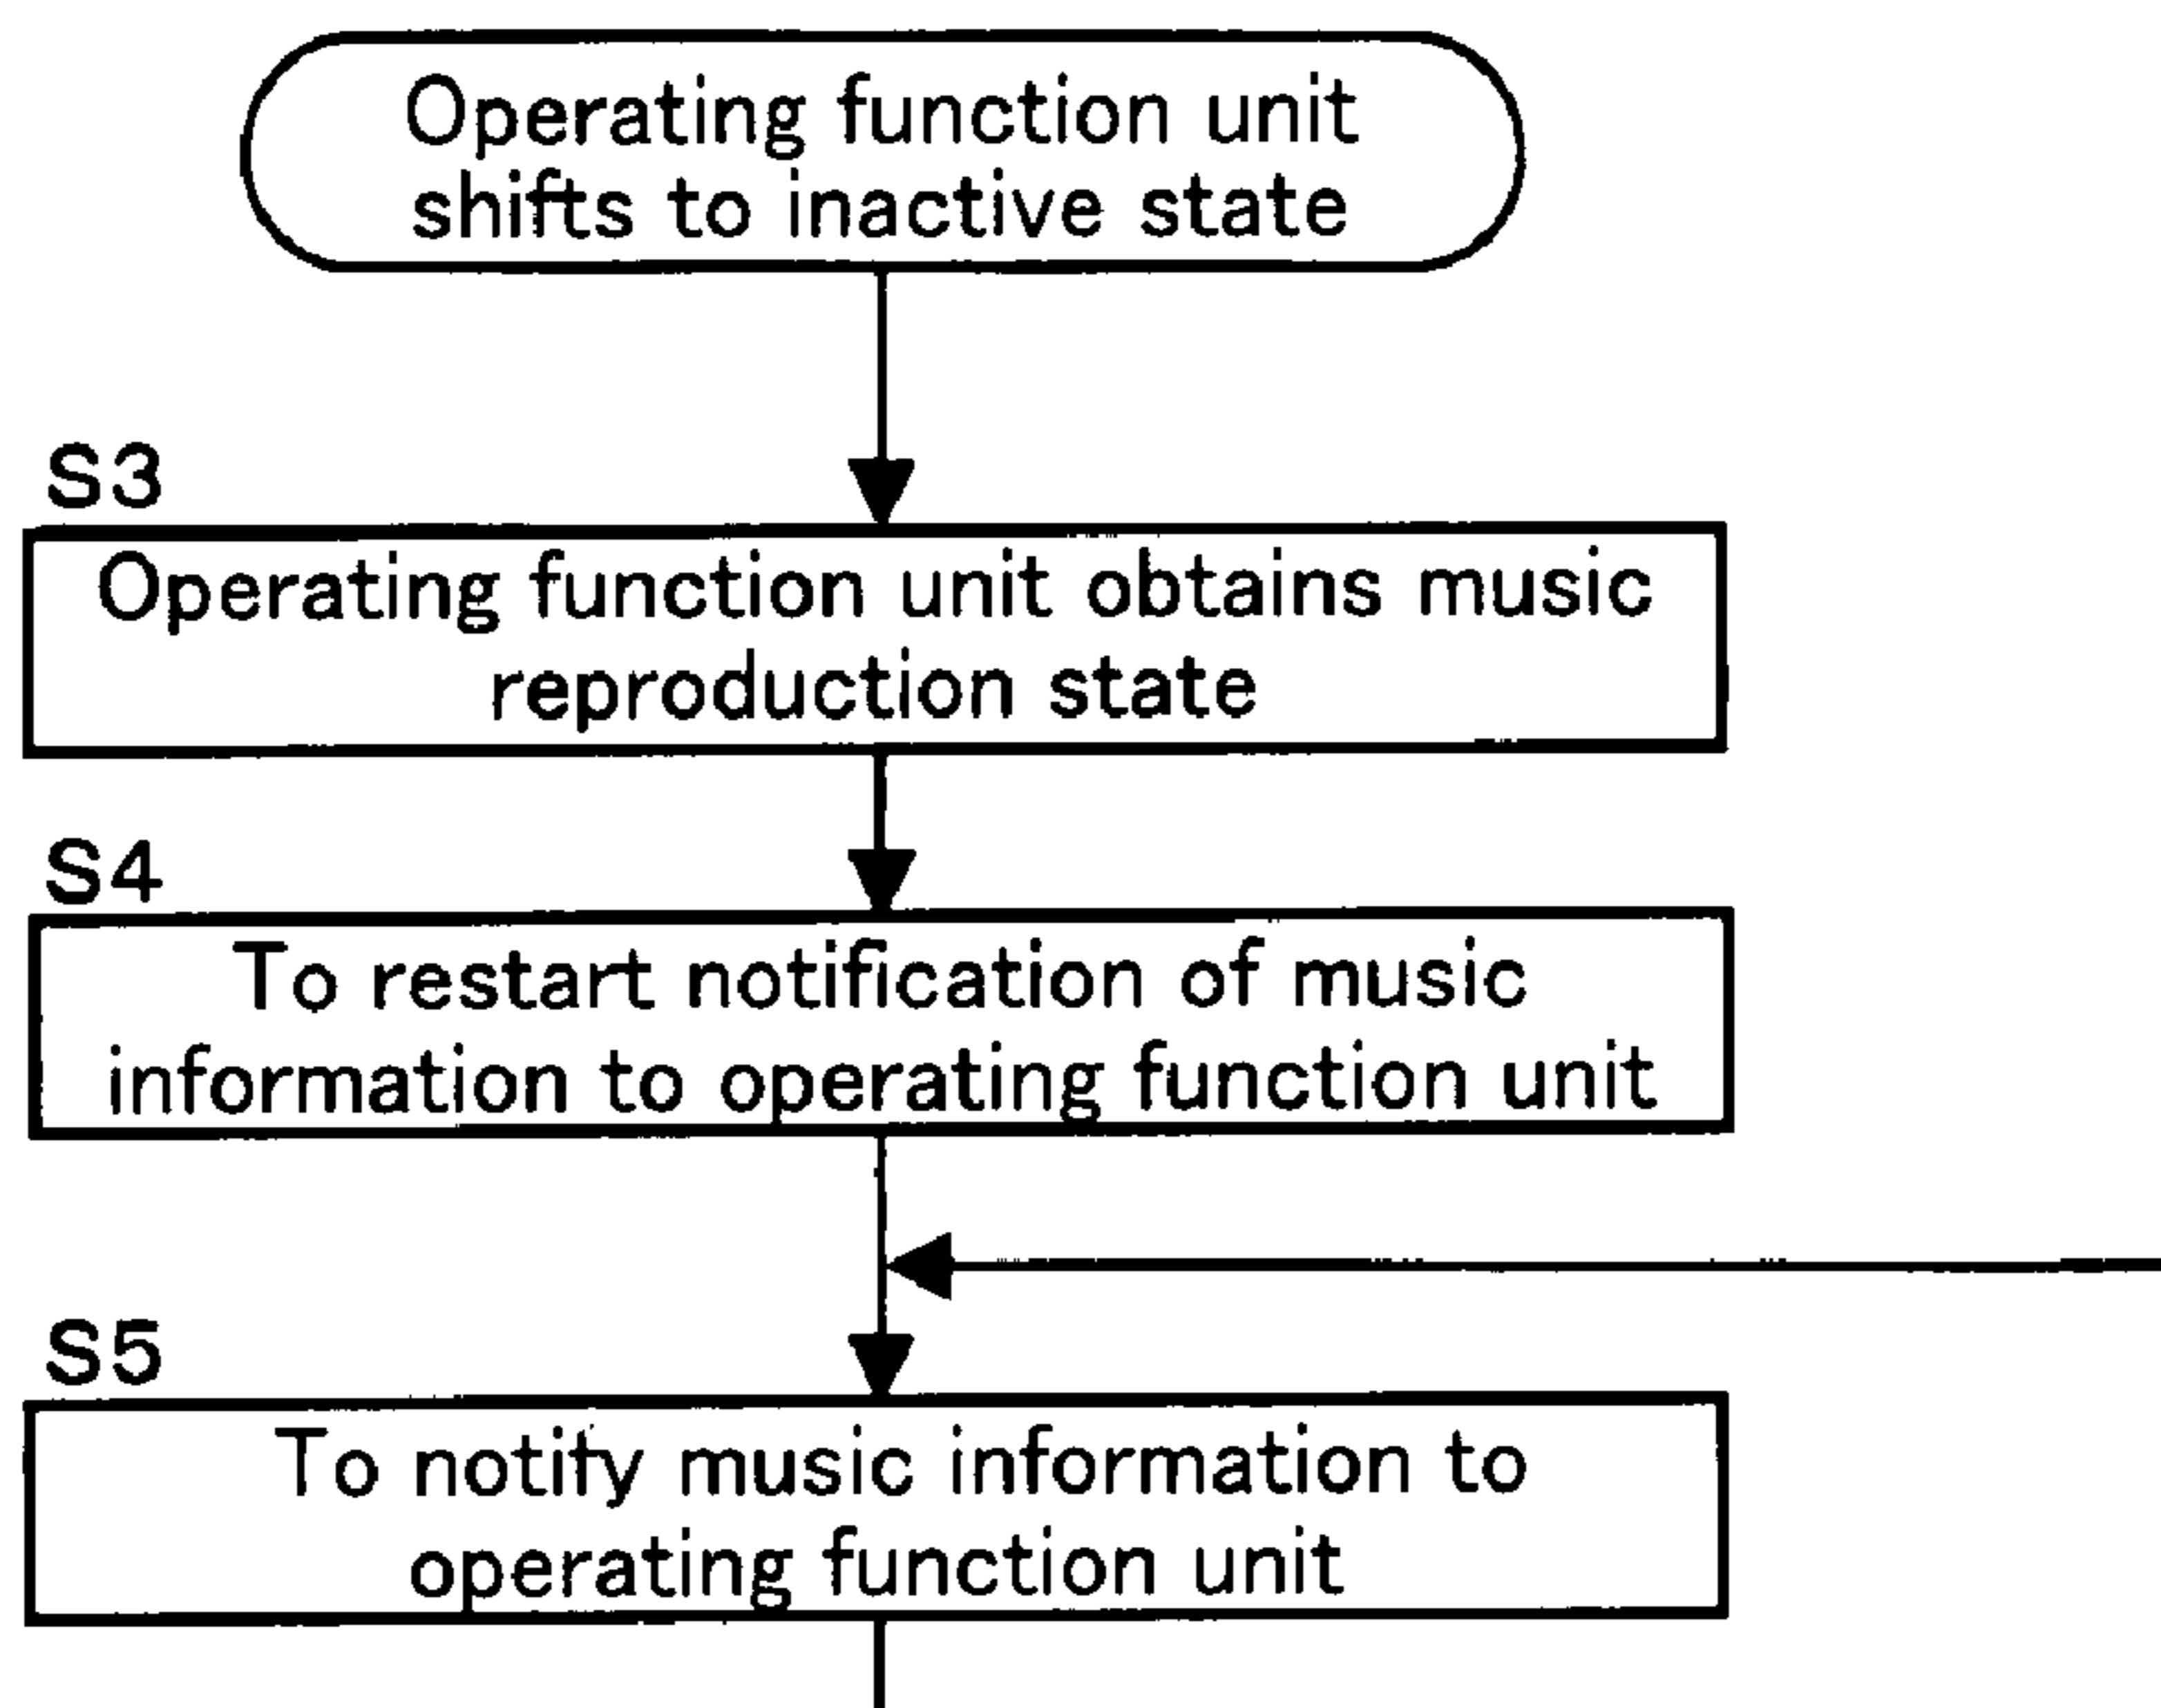 Operating function unit
shifts to inactive state
S3
Operating function unit obtains music
reproduction state
S4
To restart notification of music
information to operating function unit
S5
To notify music information to
operating function unit